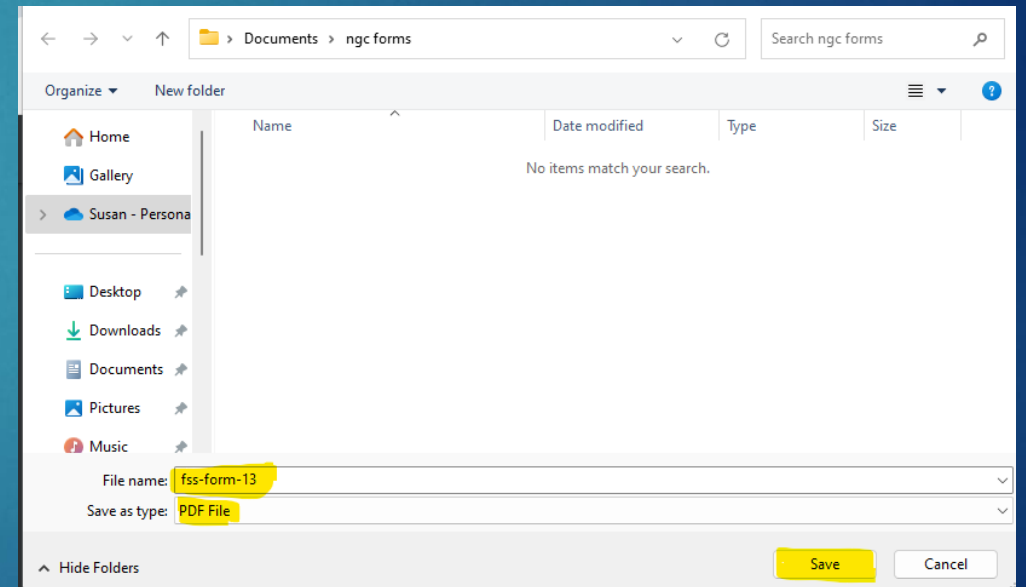 Documents > ngc forms
Search ngc forms
Organize
New folder
Name
Date modified
Type
Size
No items match your search.
Home
Gallery
Susan - Persona
Desktop
Downloads
Documents
Pictures
Music
File name: fss-form-13
Save as type: PDF File
Hide Folders
Save
Cancel